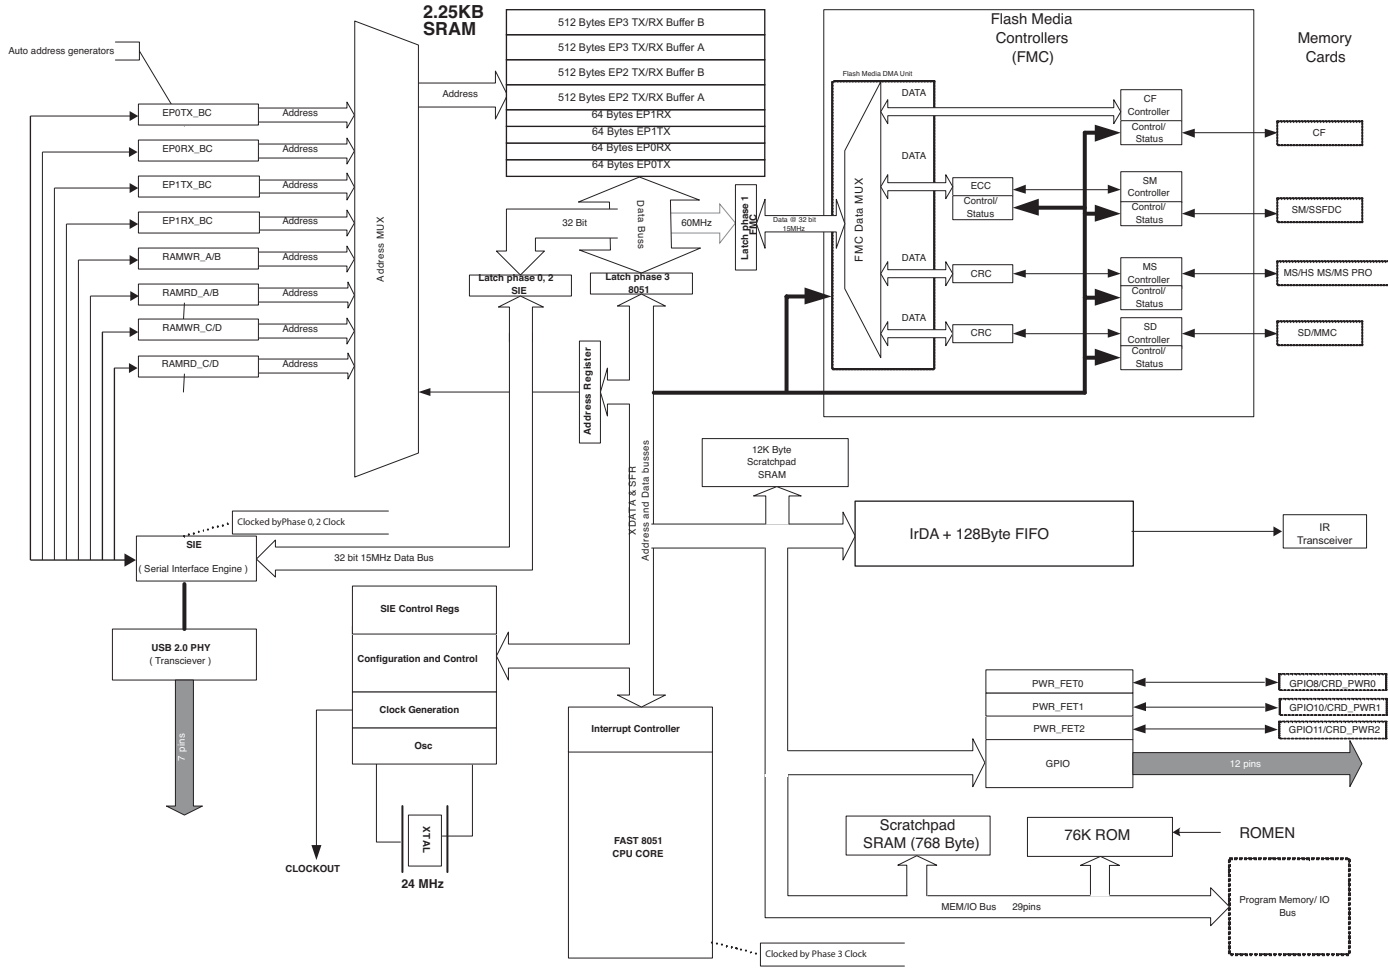 2.25KB
SRAM
Auto address generators
512 Bytes EP3 TX/RX Buffer B
512 Bytes EP3 TX/RX Buffer A
512 Bytes EP2 TX/RX Buffer B
512 Bytes EP2 TX/RX Buffer A
64 Bytes EP1RX
64 Bytes EP1TX
64 Bytes EP0RX
64 Bytes EP0TX
Address
EP0TX_BC
Address
EP0RX_BC
Address
EP1TX_BC
Address
EP1RX_BC
Address
RAMWR_A/B
Address
RAMRD_A/B
Address
RAMWR_C/D
Address
RAMRD_C/D
Address
Address MUX
32 Bit
Data Buss
60MHz
Latch phase 1
FMC
Data @ 32 bit
15MHz
Latch phase 0, 2
SIE
Latch phase 3
8051
Address Register
Flash Media
Controllers
(FMC)
Memory
Cards
Flash Media DMA Unit
FMC Data MUX
DATA
DATA
DATA
DATA
CF
Controller
Control/
Status
CF
ECC
Control/
Status
SM
Controller
Control/
Status
SM/SSFDC
CRC
MS
Controller
Control/
Status
MS/HS MS/MS PRO
CRC
SD
Controller
Control/
Status
SD/MMC
XDATA & SFR
Address and Data busses
12K Byte
Scratchpad
SRAM
IrDA + 128Byte FIFO
IR
Transceiver
Clocked byPhase 0, 2 Clock
SIE
( Serial Interface Engine )
32 bit 15MHz Data Bus
USB 2.0 PHY
( Transciever )
7 pins
SIE Control Regs
Configuration and Control
Clock Generation
Osc
XTAL
24 MHz
CLOCKOUT
Interrupt Controller
FAST 8051
CPU CORE
Clocked by Phase 3 Clock
PWR_FET0
PWR_FET1
PWR_FET2
GPIO
GPIO8/CRD_PWR0
GPIO10/CRD_PWR1
GPIO11/CRD_PWR2
12 pins
Scratchpad
SRAM (768 Byte)
76K ROM
ROMEN
MEM/IO Bus 29pins
Program Memory/ IO
Bus